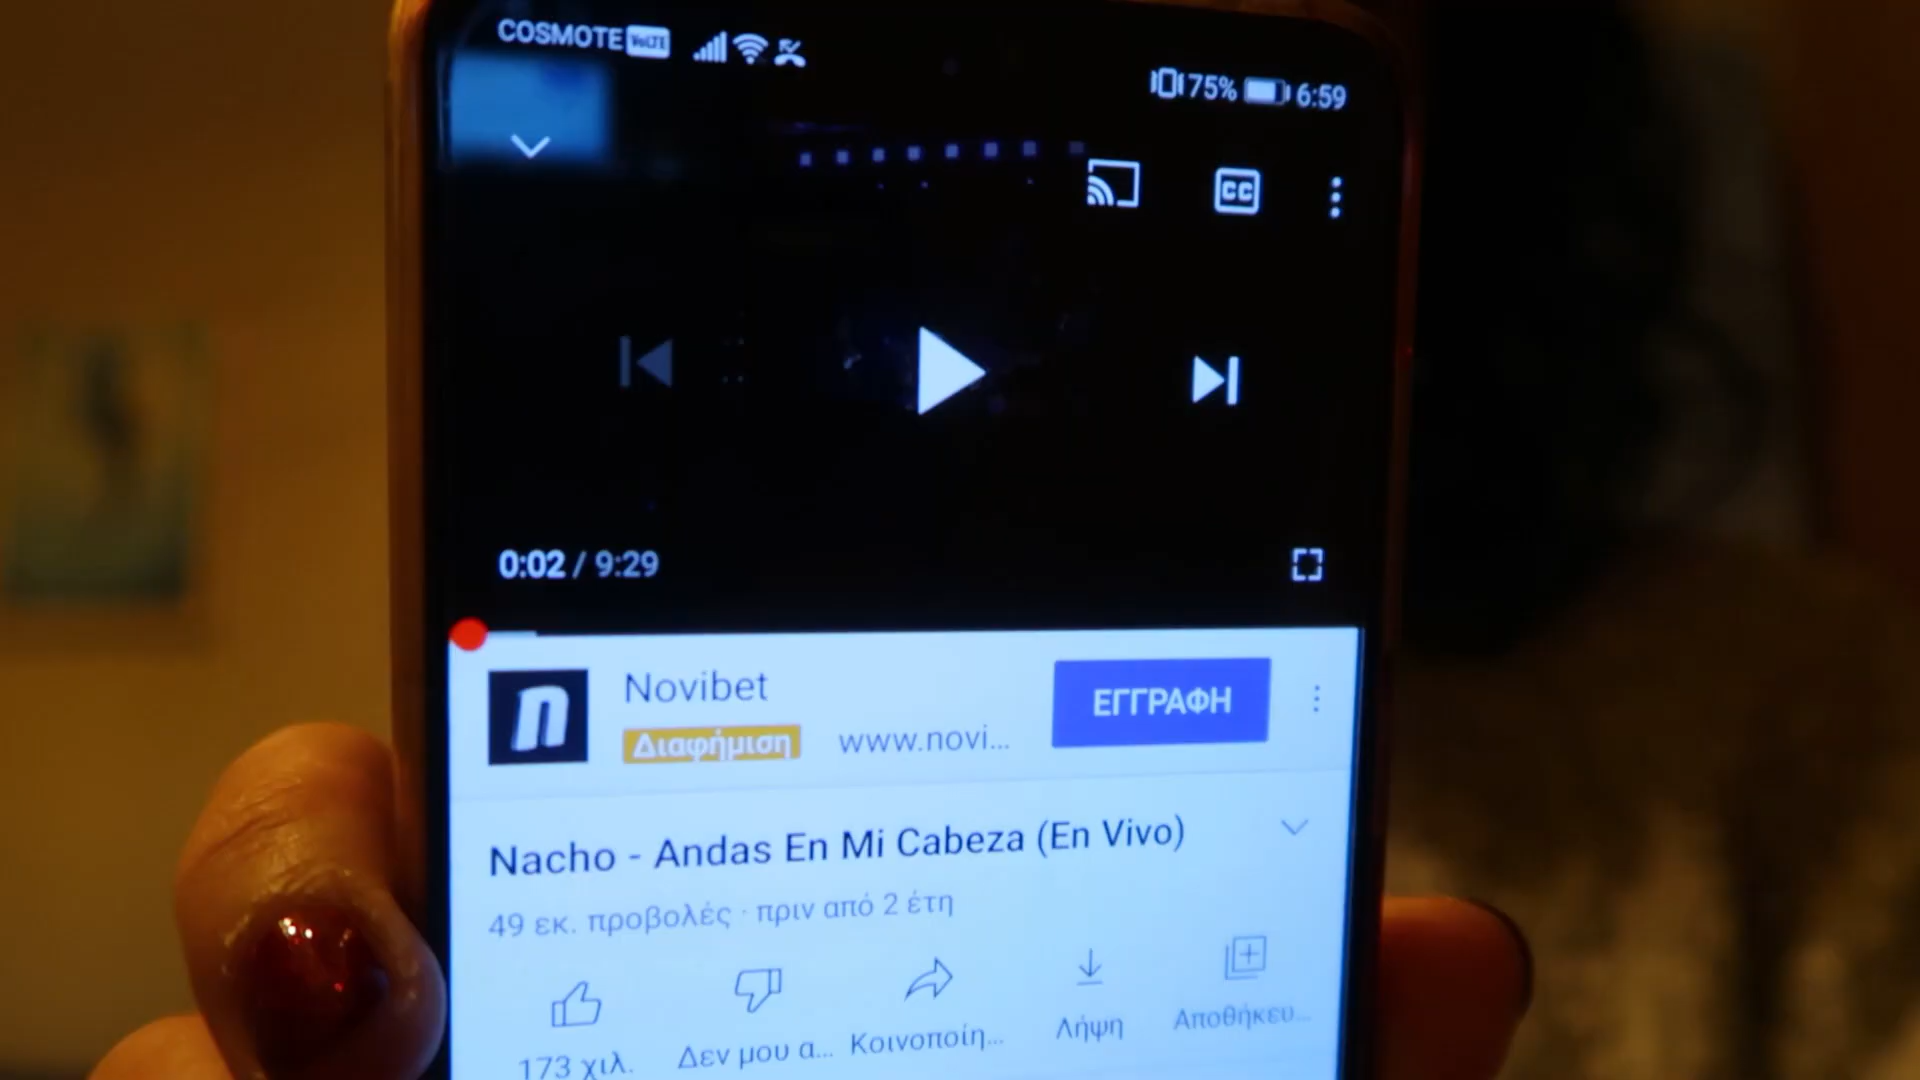 COSMOTE VoLTE
75% 6:59
CC
0:02 / 9:29
n
Novibet
ΕΓΓΡΑΦΗ
Διαφήμιση www.novi...
Nacho - Andas En Mi Cabeza (En Vivo)
49 εκ. προβολές · πριν από 2 έτη
173 χιλ. Δεν μου α... Κοινοποίη... Λήψη Αποθήκευ...